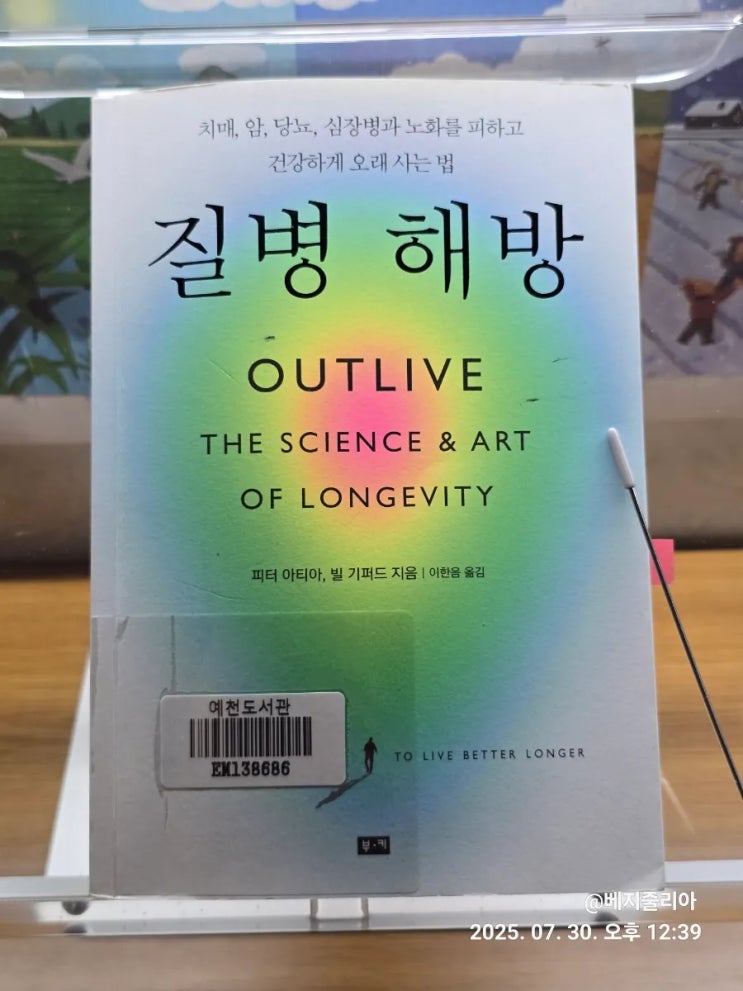 치매, 암, 당뇨, 심장병과 노화를 피하고
건강하게 오래 사는 법
질병 해방
OUTLIVE
THE SCIENCE & ART
OF LONGEVITY
피터 아티아, 빌 기퍼드 지음 | 이한음 옮김
예천도서관
EM138686
TO LIVE BETTER LONGER
부·키
@베지줄리아
2025. 07. 30. 오후 12:39